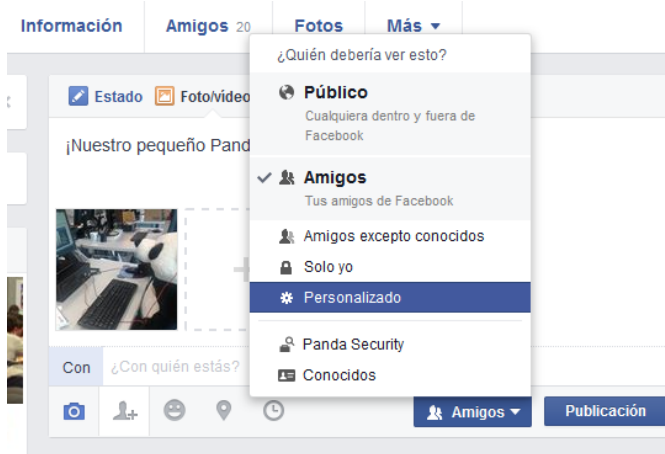 Información Amigos 20 Fotos Más
¿Quién debería ver esto?
Estado Foto/vídeo
Público
Cualquiera dentro y fuera de
Facebook
¡Nuestro pequeño Pand
Amigos
Tus amigos de Facebook
Amigos excepto conocidos
Solo yo
Personalizado
Panda Security
Con ¿Con quién estás?
Conocidos
Amigos Publicación